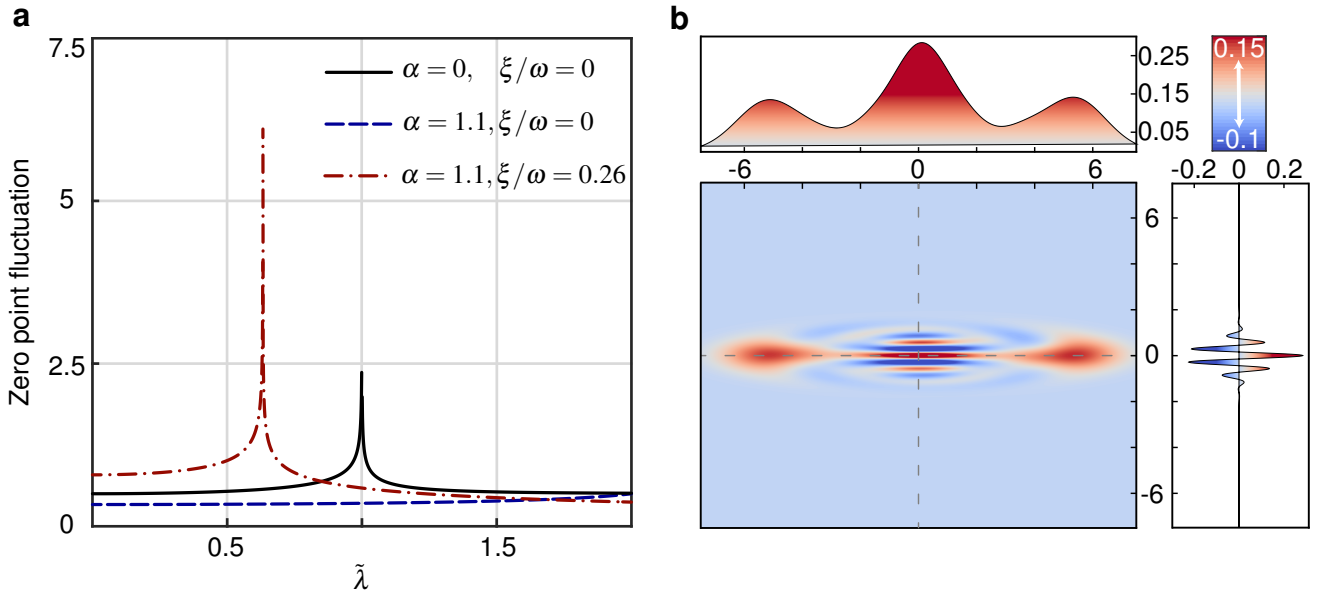 a
7.5
5
2.5
0
0.5
1
1.5
Zero point fluctuation
λ̃
α = 0, ξ/ω = 0
α = 1.1, ξ/ω = 0
α = 1.1, ξ/ω = 0.26
b
0.25
0.15
0.05
-6 0 6
0.15
-0.1
-0.2 0 0.2
6
0
-6